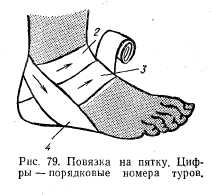 2
3
4
Рис. 79. Повязка на пятку. Циф-
ры — порядковые номера туров.